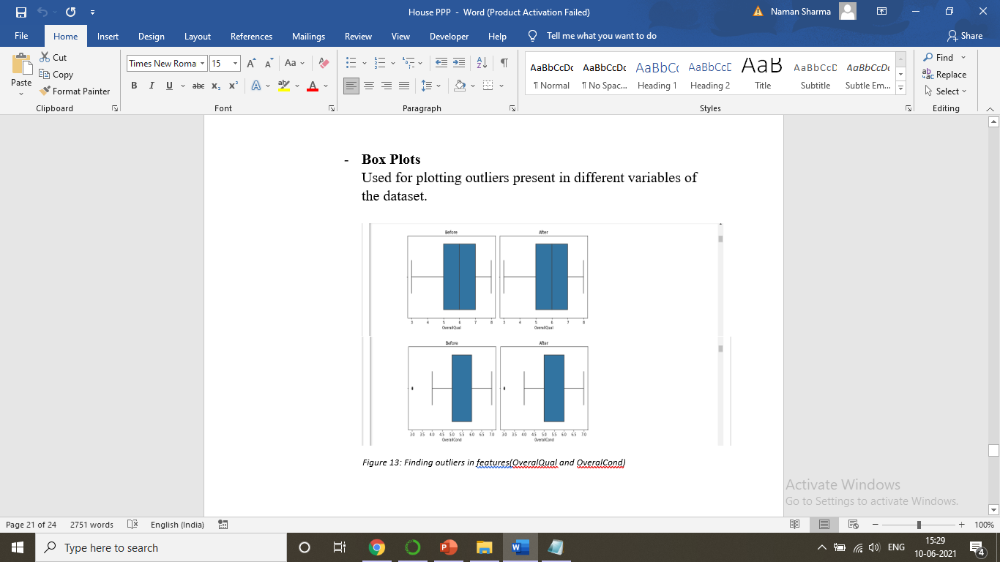 House PPP - Word (Product Activation Failed)
Naman Sharma
File Home Insert Design Layout References Mailings Review View Developer Help Tell me what you want to do
Share
Paste
Cut
Copy
Format Painter
Clipboard
Times New Roma 15
B I U abc x₂ x²
Font
Paragraph
AaBbCcDc AaBbCcDc AaBbC AaBbCcE AaB AaBbCcD AaBbCcDc
¶ Normal ¶ No Spac... Heading 1 Heading 2 Title Subtitle Subtle Em...
Styles
Find
Replace
Select
Editing
- Box Plots
Used for plotting outliers present in different variables of
the dataset.
Before After
3 4 5 6 7 8 3 4 5 6 7 8
OverallQual OverallQual
Before After
3.0 3.5 4.0 4.5 5.0 5.5 6.0 6.5 7.0 3.0 3.5 4.0 4.5 5.0 5.5 6.0 6.5 7.0
OverallCond OverallCond
Figure 13: Finding outliers in features(OveralQual and OveralCond)
Activate Windows
Go to Settings to activate Windows.
Page 21 of 24 2751 words English (India) 100%
Type here to search
ENG
15:29
10-06-2021
4